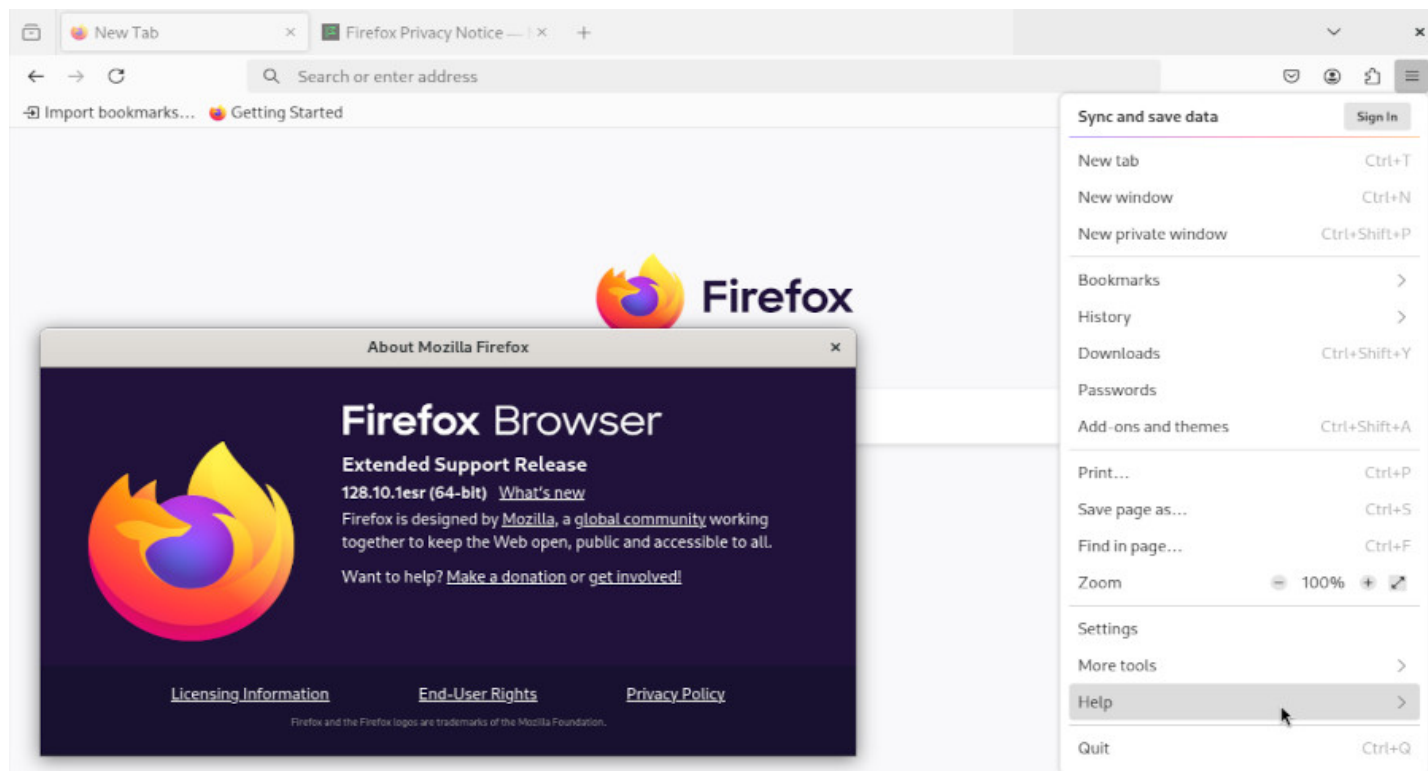 New Tab
Firefox Privacy Notice —
Search or enter address
Import bookmarks...
Getting Started
Firefox
About Mozilla Firefox
Firefox Browser
Extended Support Release
128.10.1esr (64-bit) What's new
Firefox is designed by Mozilla, a global community working
together to keep the Web open, public and accessible to all.
Want to help? Make a donation or get involved!
Licensing Information End-User Rights Privacy Policy
Firefox and the Firefox logos are trademarks of the Mozilla Foundation.
Sync and save data Sign In
New tab Ctrl+T
New window Ctrl+N
New private window Ctrl+Shift+P
Bookmarks
History
Downloads Ctrl+Shift+Y
Passwords
Add-ons and themes Ctrl+Shift+A
Print... Ctrl+P
Save page as... Ctrl+S
Find in page... Ctrl+F
Zoom 100%
Settings
More tools
Help
Quit Ctrl+Q